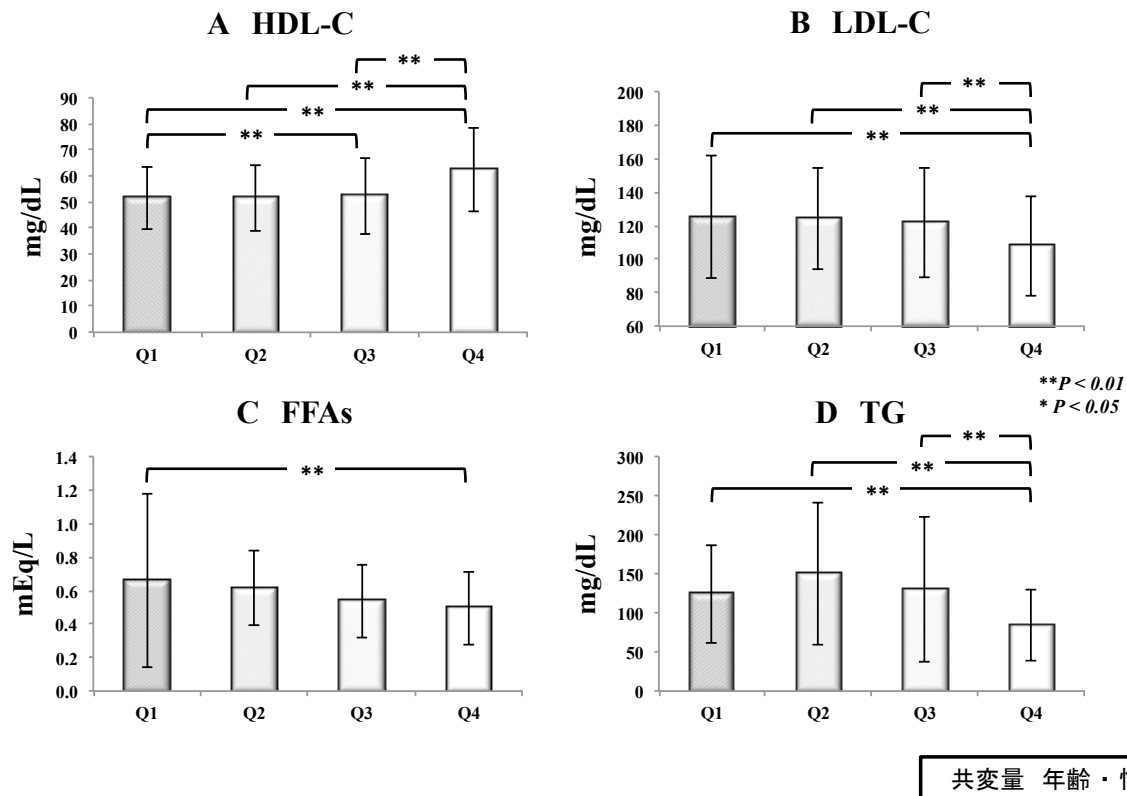 A HDL-C
**
**
**
**
mg/dL
90
80
70
60
50
40
30
20
10
0
Q1 Q2 Q3 Q4
B LDL-C
**
**
**
mg/dL
200
180
160
140
120
100
80
60
Q1 Q2 Q3 Q4
**P < 0.01
* P < 0.05
C FFAs
**
mEq/L
1.4
1.2
1.0
0.8
0.6
0.4
0.2
0.0
Q1 Q2 Q3 Q4
D TG
**
**
**
mg/dL
300
250
200
150
100
50
0
Q1 Q2 Q3 Q4
共変量 年齢・